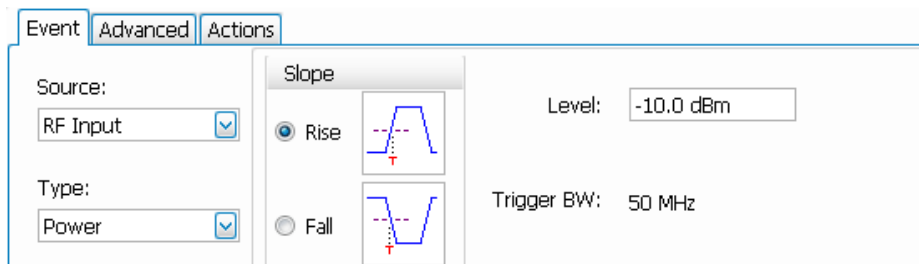 Event Advanced Actions
Source:
RF Input
Type:
Power
Slope
Rise
T
Fall
T
Level: -10.0 dBm
Trigger BW: 50 MHz